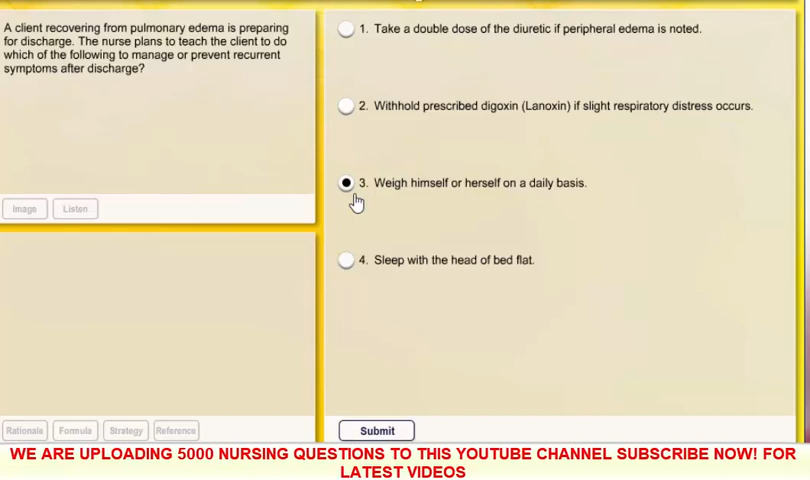 A client recovering from pulmonary edema is preparing
for discharge. The nurse plans to teach the client to do
which of the following to manage or prevent recurrent
symptoms after discharge?
Image
Listen
1. Take a double dose of the diuretic if peripheral edema is noted.
2. Withhold prescribed digoxin (Lanoxin) if slight respiratory distress occurs.
3. Weigh himself or herself on a daily basis.
4. Sleep with the head of bed flat.
Rationale
Formula
Strategy
Reference
Submit
WE ARE UPLOADING 5000 NURSING QUESTIONS TO THIS YOUTUBE CHANNEL SUBSCRIBE NOW! FOR
LATEST VIDEOS